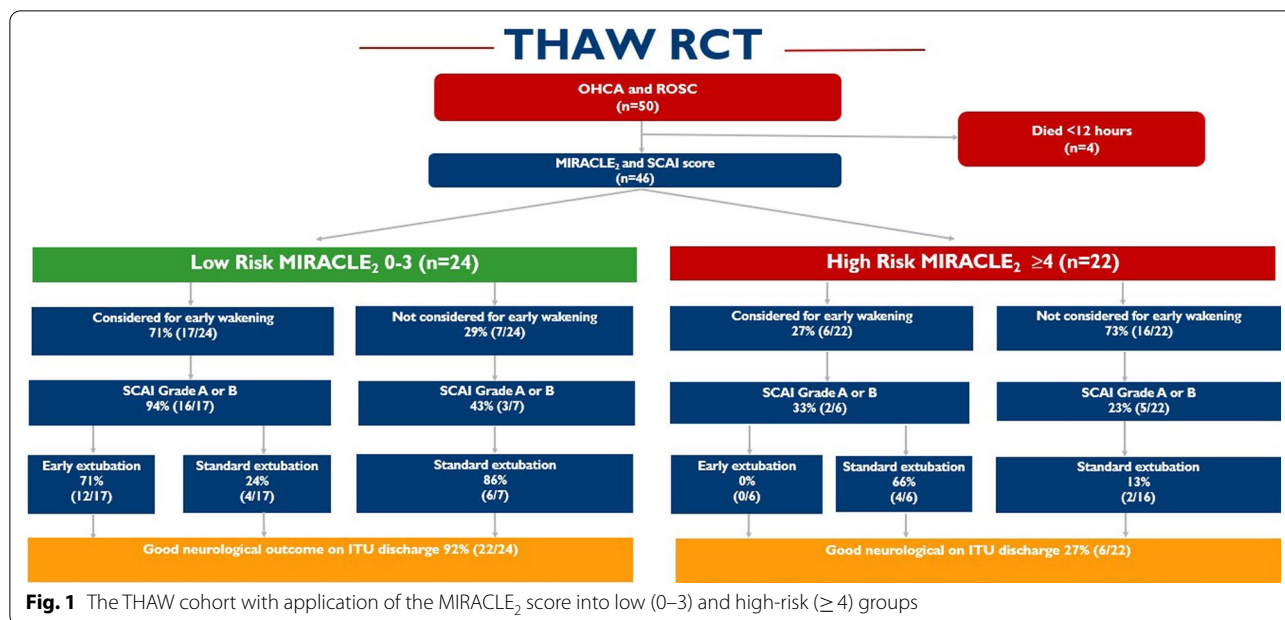 THAW RCT
OHCA and ROSC
(n=50)
Died <12 hours
(n=4)
MIRACLE₂ and SCAI score
(n=46)
Low Risk MIRACLE₂ 0-3 (n=24)
High Risk MIRACLE₂ ≥4 (n=22)
Considered for early wakening
71% (17/24)
Not considered for early wakening
29% (7/24)
Considered for early wakening
27% (6/22)
Not considered for early wakening
73% (16/22)
SCAI Grade A or B
94% (16/17)
SCAI Grade A or B
43% (3/7)
SCAI Grade A or B
33% (2/6)
SCAI Grade A or B
23% (5/22)
Early extubation
71%
(12/17)
Standard extubation
24%
(4/17)
Standard extubation
86%
(6/7)
Early extubation
0%
(0/6)
Standard extubation
66%
(4/6)
Standard extubation
13%
(2/16)
Good neurological outcome on ITU discharge 92% (22/24)
Good neurological on ITU discharge 27% (6/22)
Fig. 1 The THAW cohort with application of the MIRACLE₂ score into low (0–3) and high-risk (≥ 4) groups